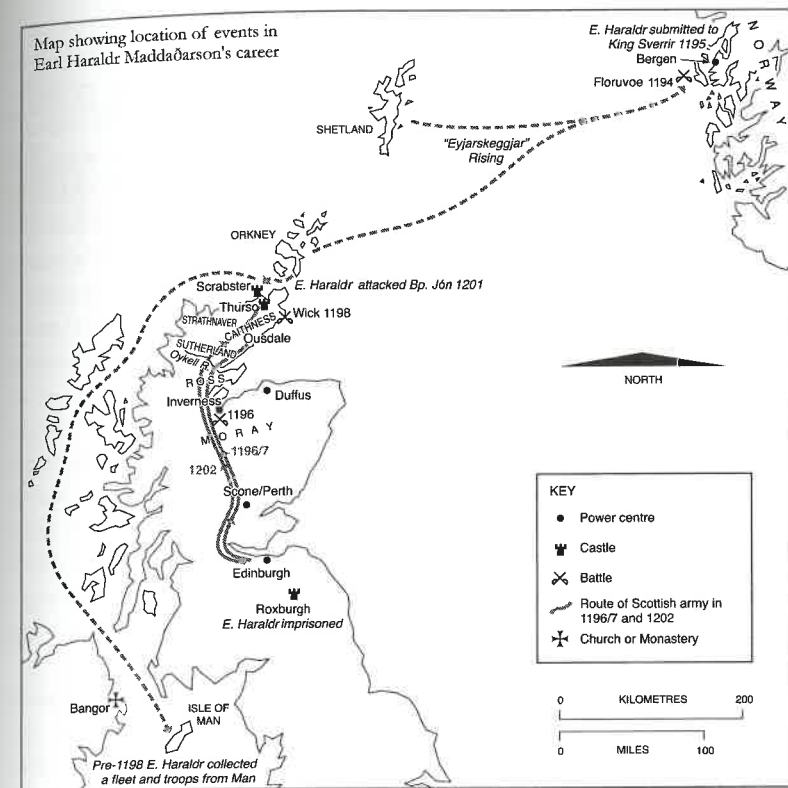 Map showing location of events in
Earl Haraldr Maddaðarson's career
E. Haraldr submitted to
King Sverrir 1195
Bergen
Floruvoe 1194
NORWAY
SHETLAND
"Eyjarskeggjar"
Rising
ORKNEY
E. Haraldr attacked Bp. Jón 1201
Scrabster
Thurso
Wick 1198
STRATHNAVER
CAITHNESS
Ousdale
SUTHERLAND
Oykell R.
ROSS
Duffus
Inverness
1196
MORAY
1196/7
1202
Scone/Perth
Edinburgh
Roxburgh
E. Haraldr imprisoned
Bangor
ISLE OF
MAN
Pre-1198 E. Haraldr collected
a fleet and troops from Man
NORTH
KEY
Power centre
Castle
Battle
Route of Scottish army in
1196/7 and 1202
Church or Monastery
0 KILOMETRES 200
0 MILES 100